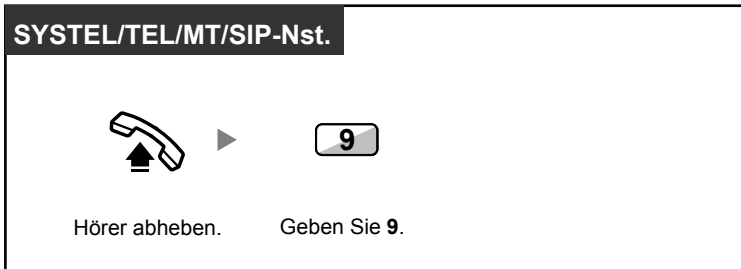 SYSTEL/TEL/MT/SIP-Nst.
9
Hörer abheben.
Geben Sie 9.